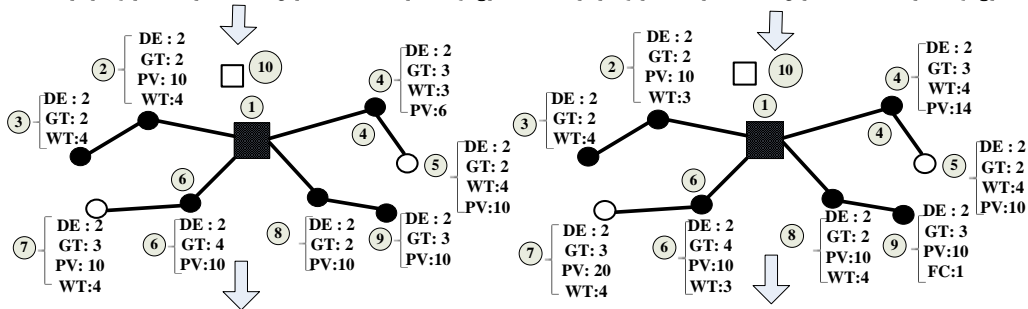 2
DE : 2
GT: 2
PV: 10
WT:4
10
1
4
DE : 2
GT: 3
WT:3
PV:6
3
DE : 2
GT: 2
WT:4
4
5
DE : 2
GT: 2
WT:4
PV:10
6
7
DE : 2
GT: 3
PV: 10
WT:4
6
DE : 2
GT: 4
PV:10
8
DE : 2
GT: 2
PV:10
9
DE : 2
GT: 3
PV:10
2
DE : 2
GT: 2
PV: 10
WT:3
10
1
4
DE : 2
GT: 3
WT:4
PV:14
3
DE : 2
GT: 2
WT:4
4
5
DE : 2
GT: 2
WT:4
PV:10
6
7
DE : 2
GT: 3
PV: 20
WT:4
6
DE : 2
GT: 4
PV:10
WT:3
8
DE : 2
GT: 2
PV:10
WT:4
9
DE : 2
GT: 3
PV:10
FC:1